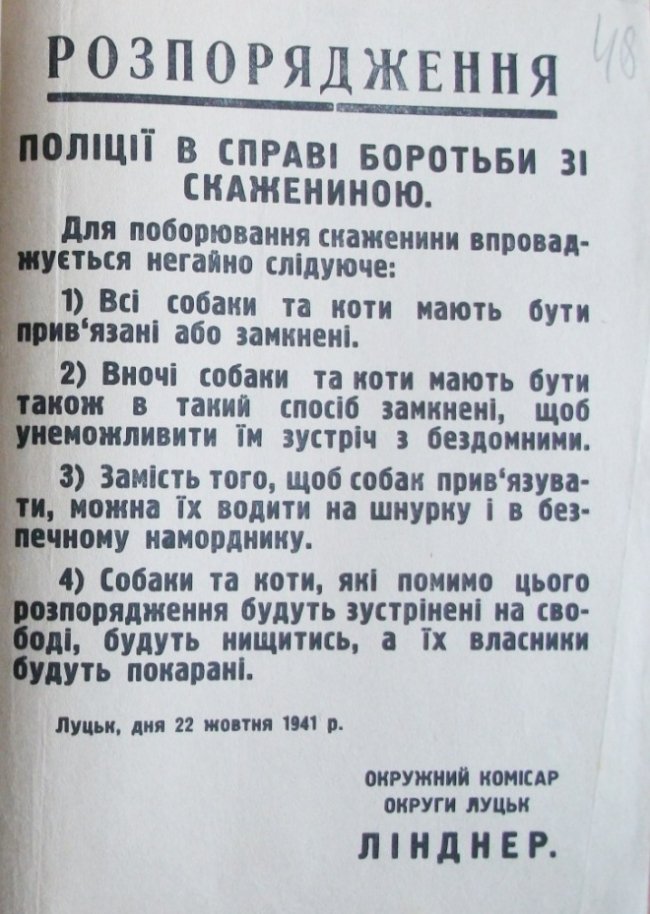 48
РОЗПОРЯДЖЕННЯ
ПОЛІЦІЇ В СПРАВІ БОРОТЬБИ ЗІ
СКАЖЕНИНОЮ.
Для поборювання скаженини впровад-
жується негайно слідуюче:
1) Всі собаки та коти мають бути
прив‘язані або замкнені.
2) Вночі собаки та коти мають бути
також в такий спосіб замкнені, щоб
унеможливити їм зустріч з бездомними.
3) Замість того, щоб собак прив‘язува-
ти, можна їх водити на шнурку і в без-
печному наморднику.
4) Собаки та коти, які помимо цього
розпорядження будуть зустрінені на сво-
боді, будуть нищитись, а їх власники
будуть покарані.
Луцьк, дня 22 жовтня 1941 р.
ОКРУЖНИЙ КОМІСАР
ОКРУГИ ЛУЦЬК
ЛІНДНЕР.